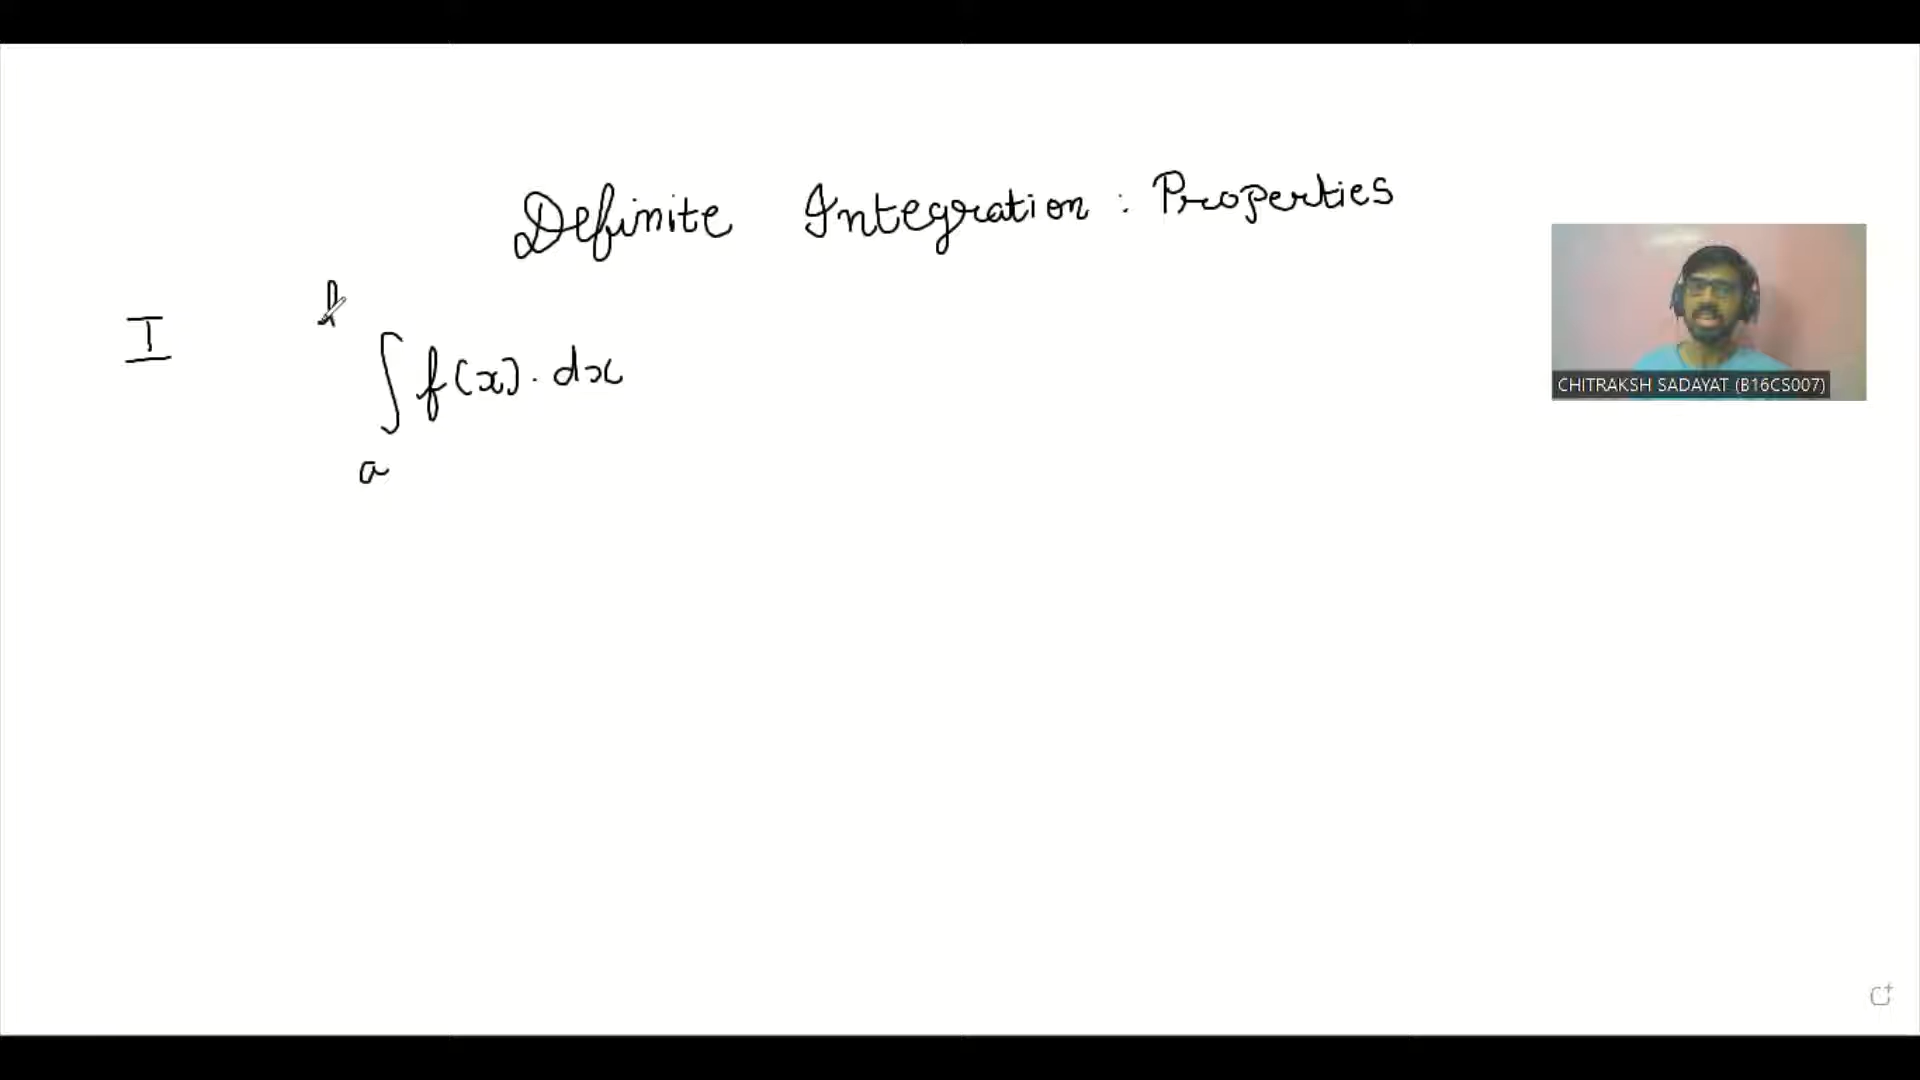 Definite Integration : Properties
I
b
∫ f(x). dx
a
CHITRAKSH SADAYAT (B16CS007)